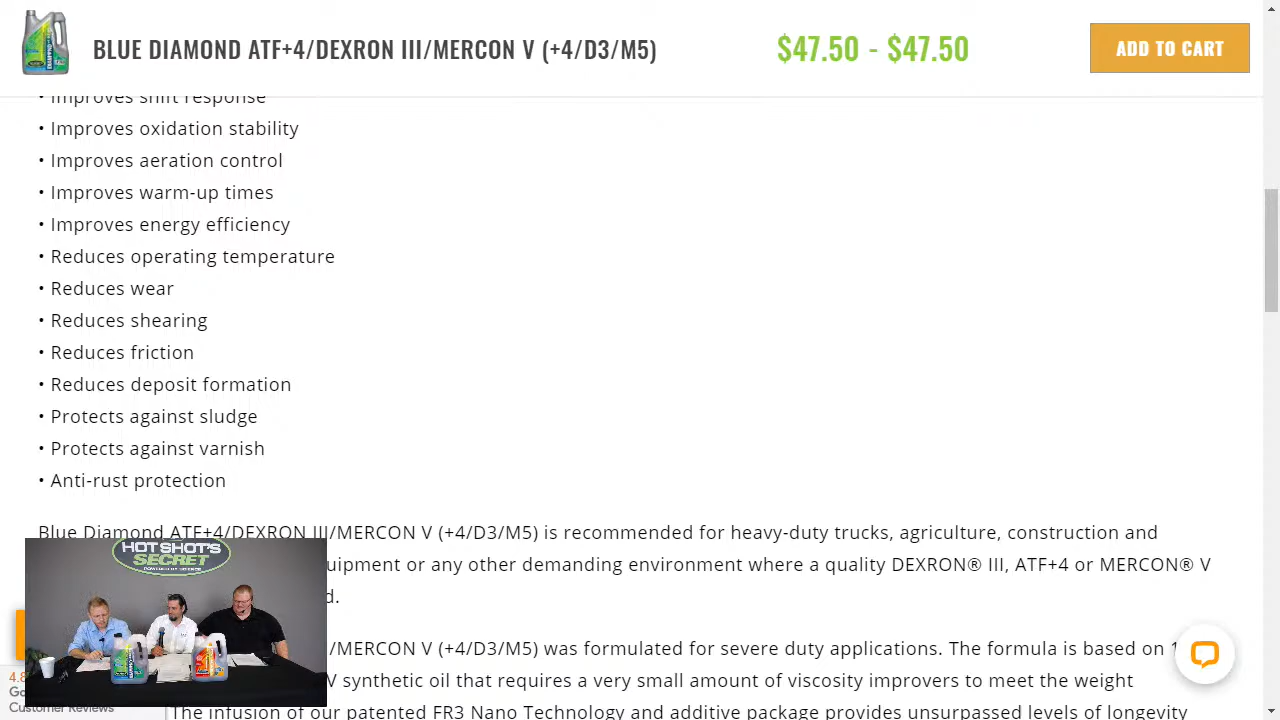 BLUE DIAMOND ATF+4/DEXRON III/MERCON V (+4/D3/M5)
$47.50 - $47.50
ADD TO CART
• Improves shift response
• Improves oxidation stability
• Improves aeration control
• Improves warm-up times
• Improves energy efficiency
• Reduces operating temperature
• Reduces wear
• Reduces shearing
• Reduces friction
• Reduces deposit formation
• Protects against sludge
• Protects against varnish
• Anti-rust protection
Blue Diamond ATF+4/DEXRON III/MERCON V (+4/D3/M5) is recommended for heavy-duty trucks, agriculture, construction and
uipment or any other demanding environment where a quality DEXRON® III, ATF+4 or MERCON® V
d.
/MERCON V (+4/D3/M5) was formulated for severe duty applications. The formula is based on 1
V synthetic oil that requires a very small amount of viscosity improvers to meet the weight
The infusion of our patented FR3 Nano Technology and additive package provides unsurpassed levels of longevity
HOT SHOT'S
SECRET
POWERED BY SCIENCE
4.8
Go
Customer Reviews